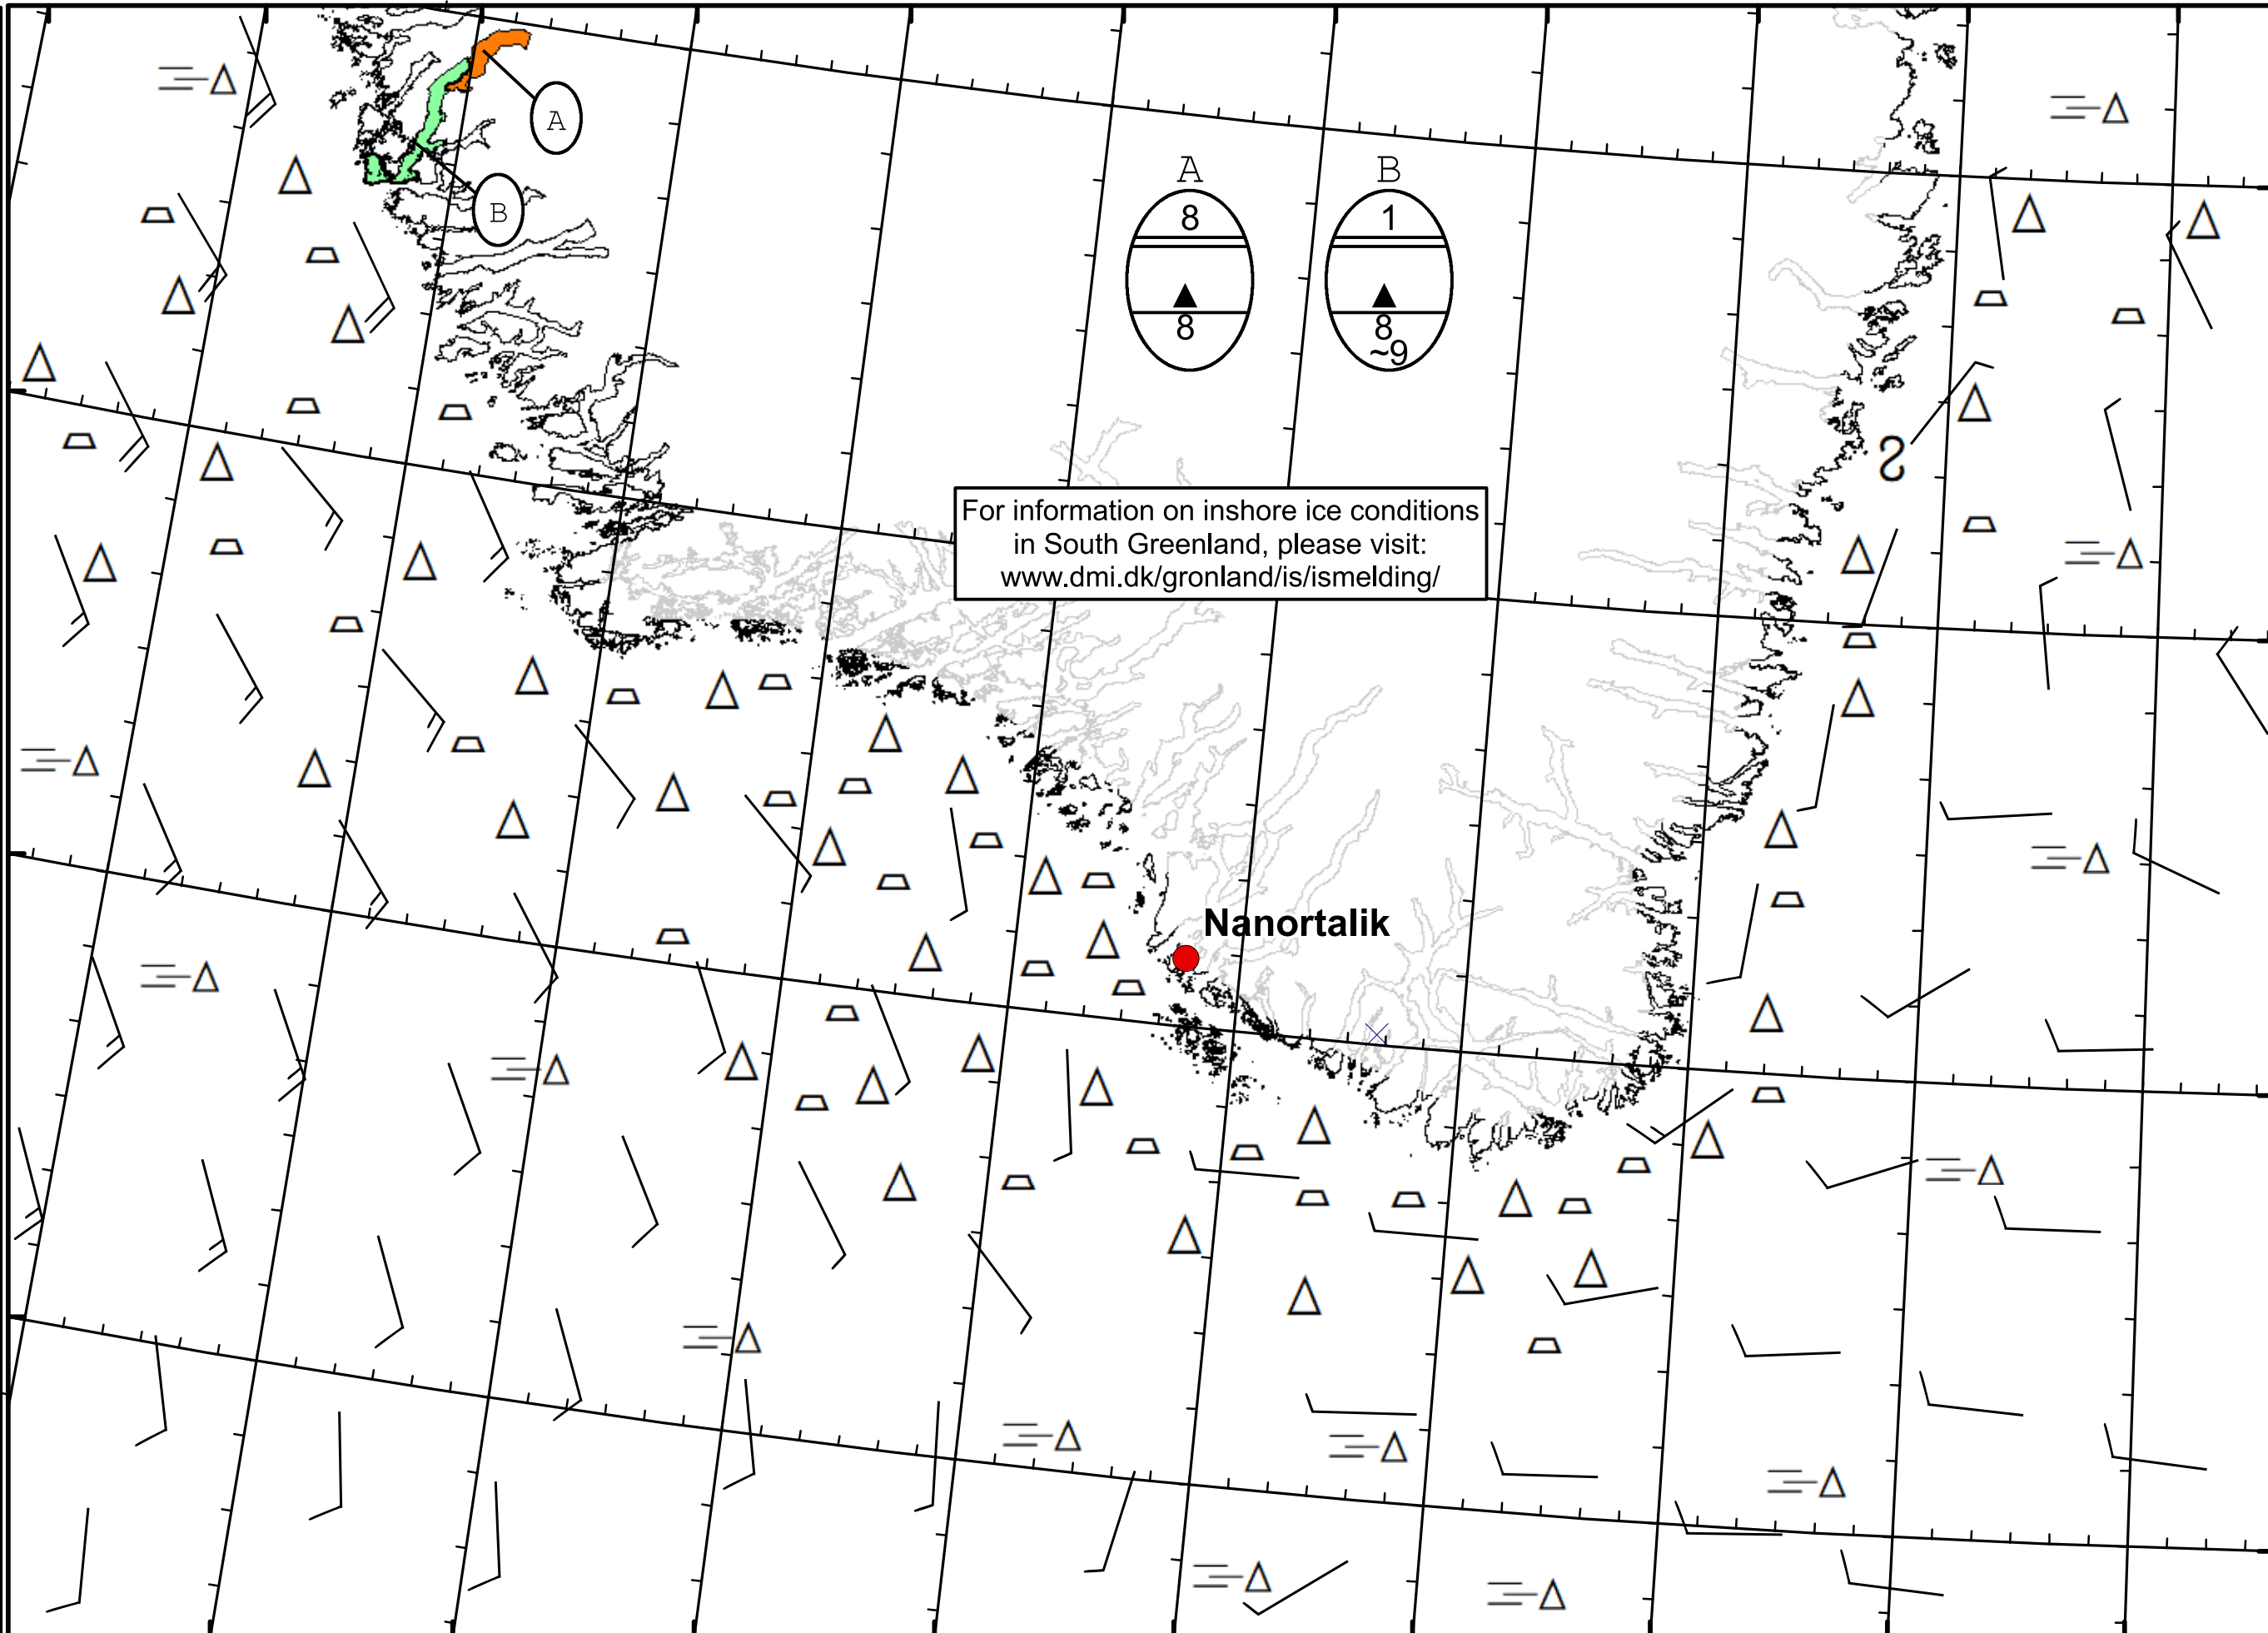 A
B
A
8
8
B
1
8
~9
For information on inshore ice conditions
in South Greenland, please visit:
www.dmi.dk/gronland/is/ismelding/
Nanortalik